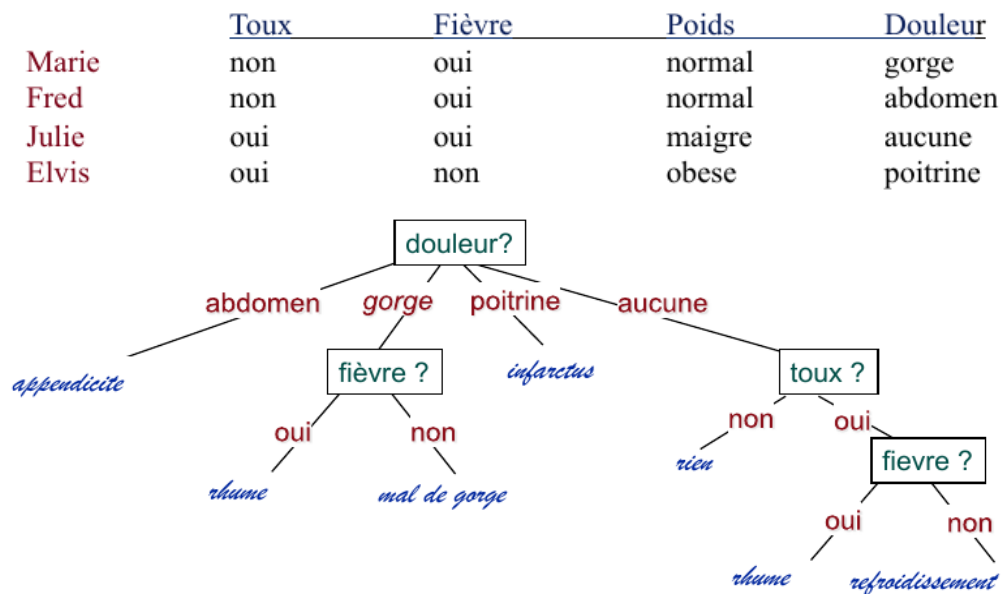 Toux Fièvre Poids Douleur
Marie non oui normal gorge
Fred non oui normal abdomen
Julie oui oui maigre aucune
Elvis oui non obese poitrine
douleur?
abdomen gorge poitrine aucune
appendicite fièvre ? infarctus toux ?
oui non non oui
rhume mal de gorge rien fievre ?
oui non
rhume refroidissement